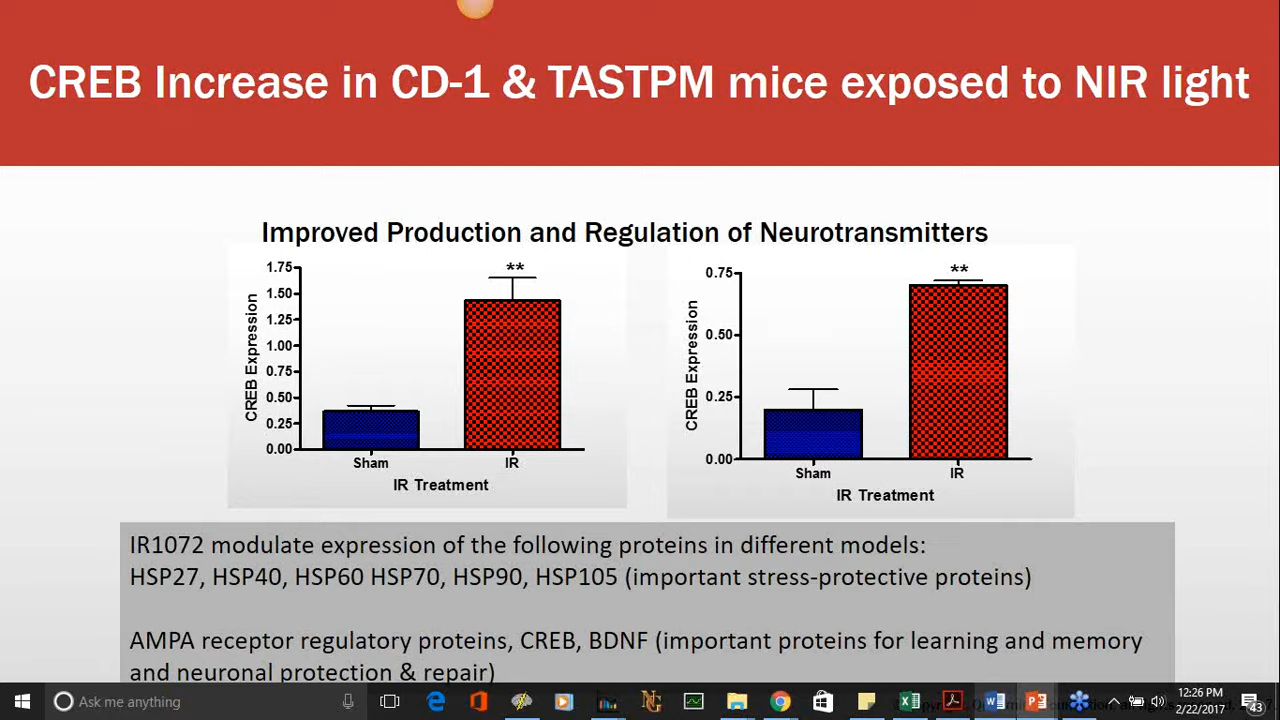 CREB Increase in CD-1 & TASTPM mice exposed to NIR light
Improved Production and Regulation of Neurotransmitters
1.75
1.50
1.25
1.00
0.75
0.50
0.25
0.00
CREB Expression
**
Sham
IR
IR Treatment
0.75
0.50
0.25
0.00
CREB Expression
**
Sham
IR
IR Treatment
IR1072 modulate expression of the following proteins in different models:
HSP27, HSP40, HSP60 HSP70, HSP90, HSP105 (important stress-protective proteins)
AMPA receptor regulatory proteins, CREB, BDNF (important proteins for learning and memory
and neuronal protection & repair)
Ask me anything
12:26 PM
2/22/2017
43